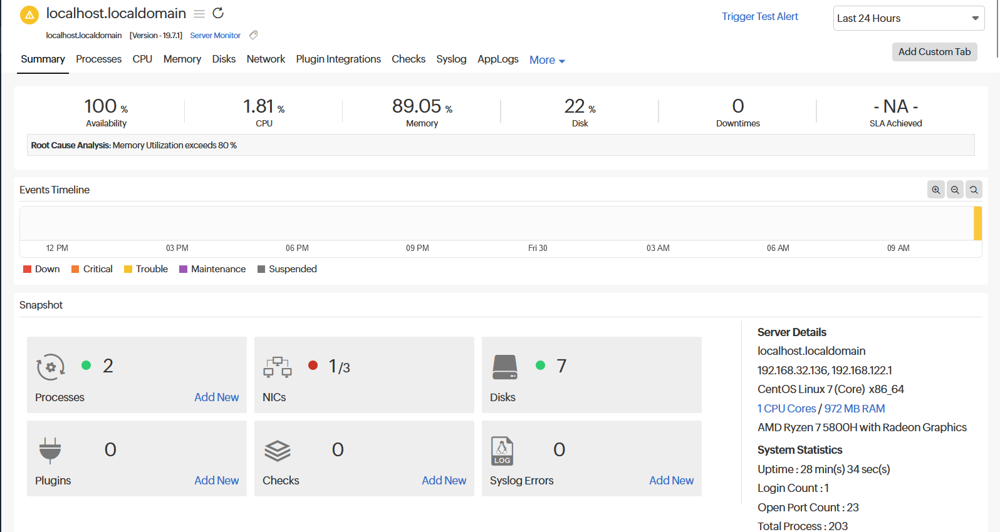 localhost.localdomain
Trigger Test Alert
Last 24 Hours
localhost.localdomain [Version - 19.7.1] Server Monitor
Add Custom Tab
Summary Processes CPU Memory Disks Network Plugin Integrations Checks Syslog AppLogs More
100 % 1.81 % 89.05 % 22 % 0 - NA -
Availability CPU Memory Disk Downtimes SLA Achieved
Root Cause Analysis: Memory Utilization exceeds 80 %
Events Timeline
12 PM 03 PM 06 PM 09 PM Fri 30 03 AM 06 AM 09 AM
Down Critical Trouble Maintenance Suspended
Snapshot
2
Processes Add New
1/3
NICs
7
Disks
0
Plugins Add New
0
Checks Add New
LOG
0
Syslog Errors Add New
Server Details
localhost.localdomain
192.168.32.136, 192.168.122.1
CentOS Linux 7 (Core) x86_64
1 CPU Cores / 972 MB RAM
AMD Ryzen 7 5800H with Radeon Graphics
System Statistics
Uptime : 28 min(s) 34 sec(s)
Login Count : 1
Open Port Count : 23
Total Process : 203